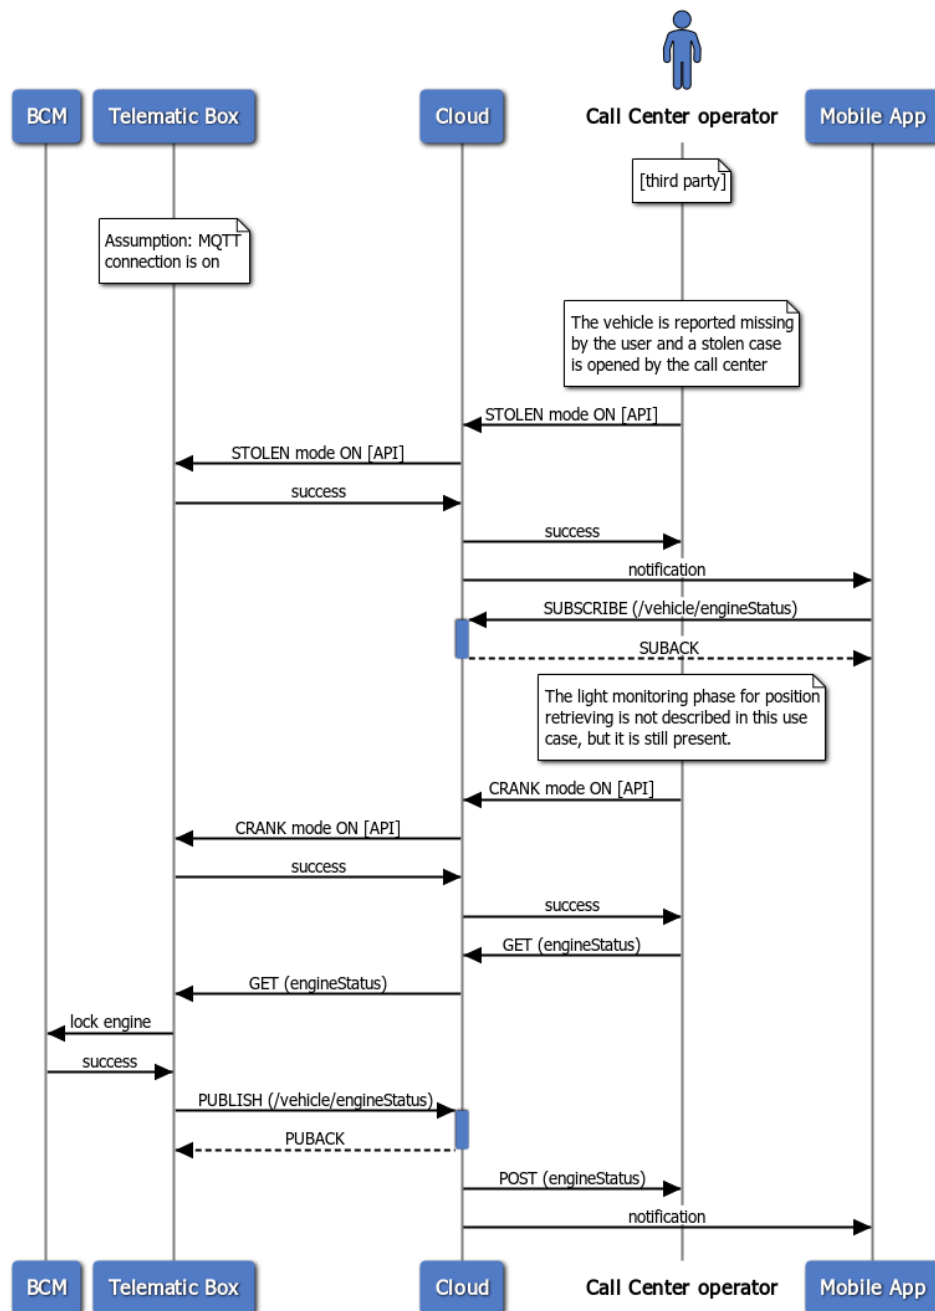 BCM
Telematic Box
Cloud
Call Center operator
Mobile App
[third party]
Assumption: MQTT
connection is on
The vehicle is reported missing
by the user and a stolen case
is opened by the call center
STOLEN mode ON [API]
STOLEN mode ON [API]
success
success
notification
SUBSCRIBE (/vehicle/engineStatus)
SUBACK
The light monitoring phase for position
retrieving is not described in this use
case, but it is still present.
CRANK mode ON [API]
CRANK mode ON [API]
success
success
GET (engineStatus)
GET (engineStatus)
lock engine
success
PUBLISH (/vehicle/engineStatus)
PUBACK
POST (engineStatus)
notification
BCM
Telematic Box
Cloud
Call Center operator
Mobile App